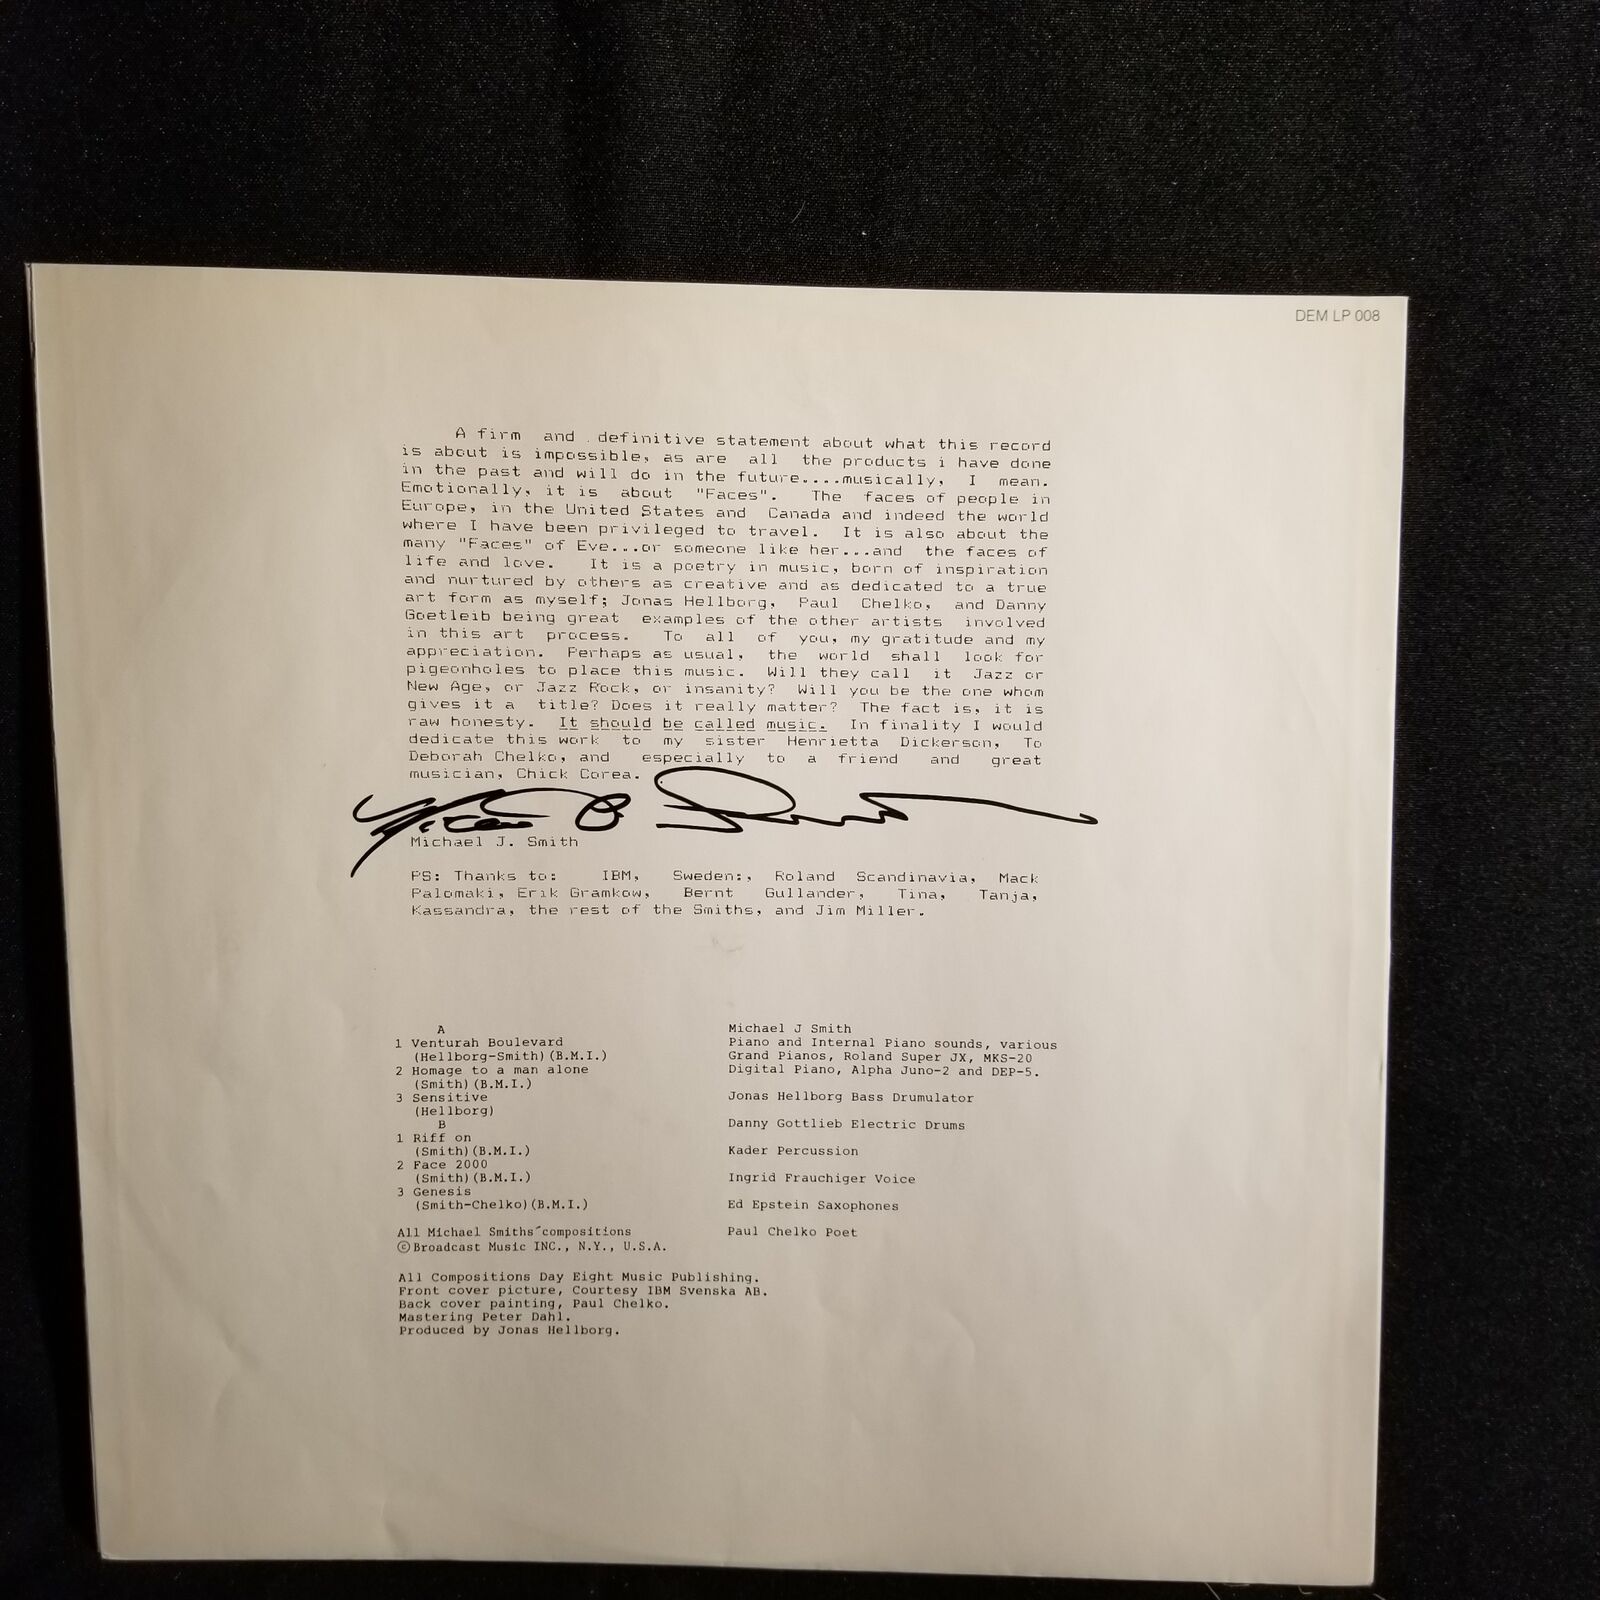 DEM LP 008
A firm and definitive statement about what this record
is about is impossible, as are all the products i have done
in the past and will do in the future....musically, I mean.
Emotionally, it is about "Faces". The faces of people in
Europe, in the United States and Canada and indeed the world
where I have been privileged to travel. It is also about the
many "Faces" of Eve...or someone like her...and the faces of
life and love. It is a poetry in music, born of inspiration
and nurtured by others as creative and as dedicated to a true
art form as myself; Jonas Hellborg, Paul Chelko, and Danny
Goetleib being great examples of the other artists involved
in this art process. To all of you, my gratitude and my
appreciation. Perhaps as usual, the world shall look for
pigeonholes to place this music. Will they call it Jazz or
New Age, or Jazz Rock, or insanity? Will you be the one whom
gives it a title? Does it really matter? The fact is, it is
raw honesty. It should be called music. In finality I would
dedicate this work to my sister Henrietta Dickerson, To
Deborah Chelko, and especially to a friend and great
musician, Chick Corea.
Michael J. Smith
PS: Thanks to: IBM, Sweden:, Roland Scandinavia, Mack
Palomaki, Erik Gramkow, Bernt Gullander, Tina, Tanja,
Kassandra, the rest of the Smiths, and Jim Miller.
A
1 Venturah Boulevard
(Hellborg-Smith)(B.M.I.)
2 Homage to a man alone
(Smith)(B.M.I.)
3 Sensitive
(Hellborg)
B
1 Riff on
(Smith)(B.M.I.)
2 Face 2000
(Smith)(B.M.I.)
3 Genesis
(Smith-Chelko)(B.M.I.)
All Michael Smiths´compositions
©Broadcast Music INC., N.Y., U.S.A.
Michael J Smith
Piano and Internal Piano sounds, various
Grand Pianos, Roland Super JX, MKS-20
Digital Piano, Alpha Juno-2 and DEP-5.
Jonas Hellborg Bass Drumulator
Danny Gottlieb Electric Drums
Kader Percussion
Ingrid Frauchiger Voice
Ed Epstein Saxophones
Paul Chelko Poet
All Compositions Day Eight Music Publishing.
Front cover picture, Courtesy IBM Svenska AB.
Back cover painting, Paul Chelko.
Mastering Peter Dahl.
Produced by Jonas Hellborg.